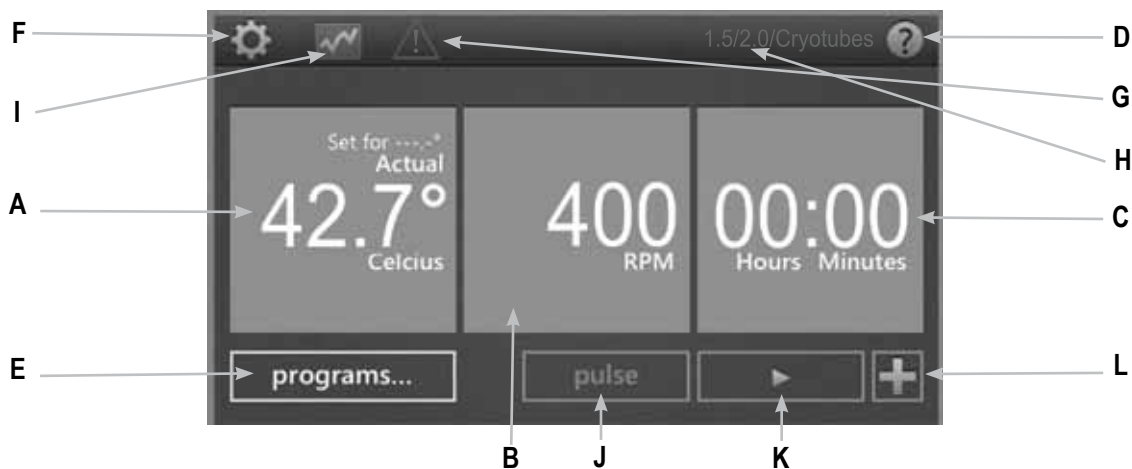 F
D
I
G
H
A
C
E
L
B
J
K
1.5/2.0/Cryotubes
?
Set for ---.-°
Actual
42.7°
Celcius
400
RPM
00:00
Hours Minutes
programs...
pulse